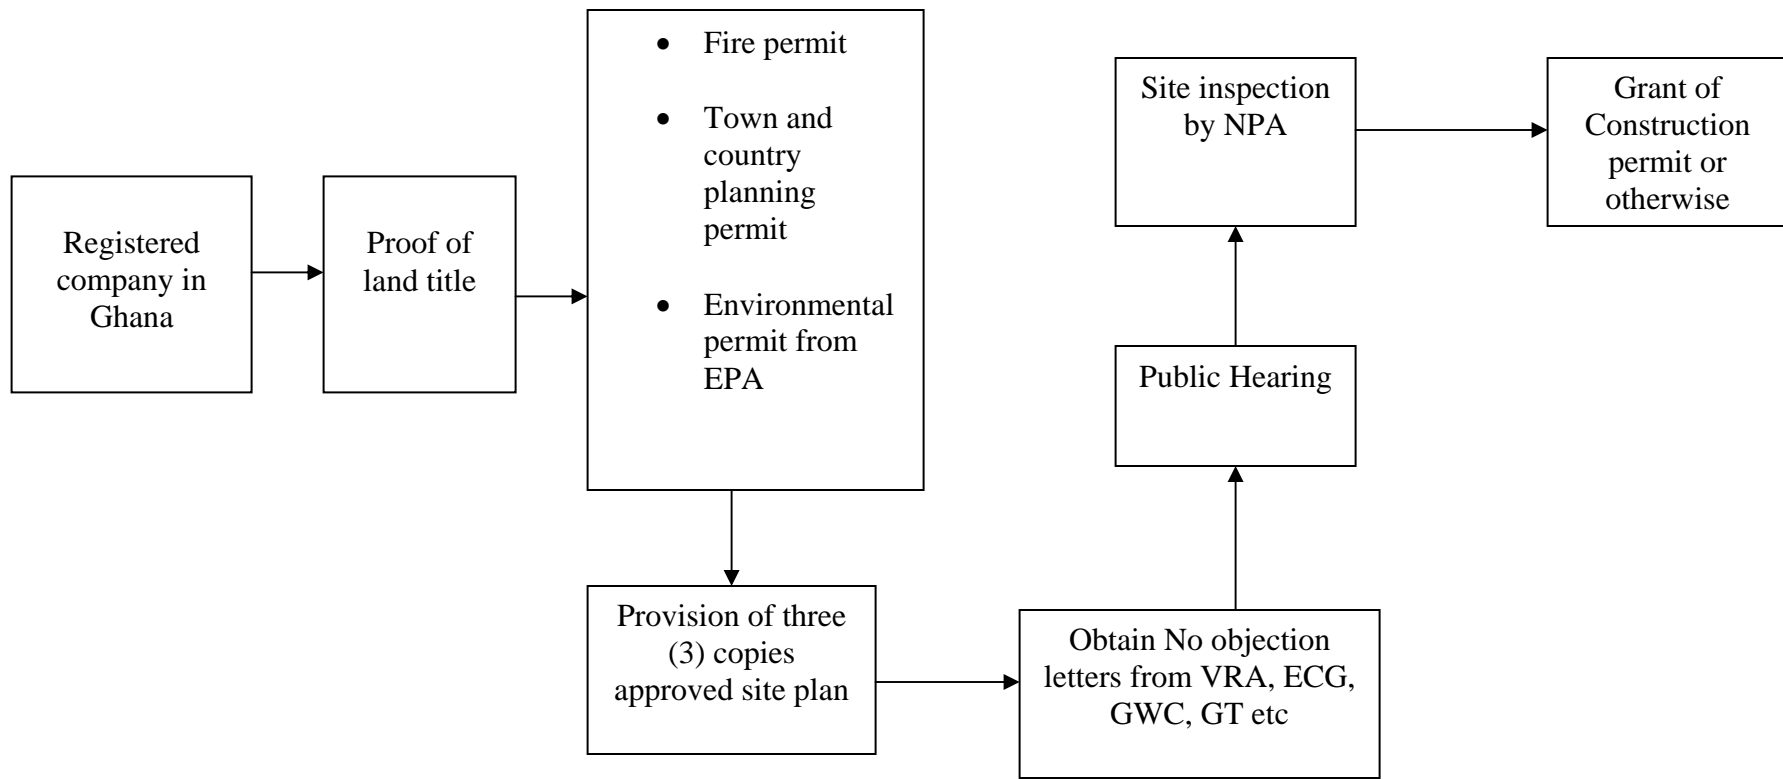 Registered
company in
Ghana
Proof of
land title
• Fire permit
• Town and
country
planning
permit
• Environmental
permit from
EPA
Provision of three
(3) copies
approved site plan
Obtain No objection
letters from VRA, ECG,
GWC, GT etc
Public Hearing
Site inspection
by NPA
Grant of
Construction
permit or
otherwise